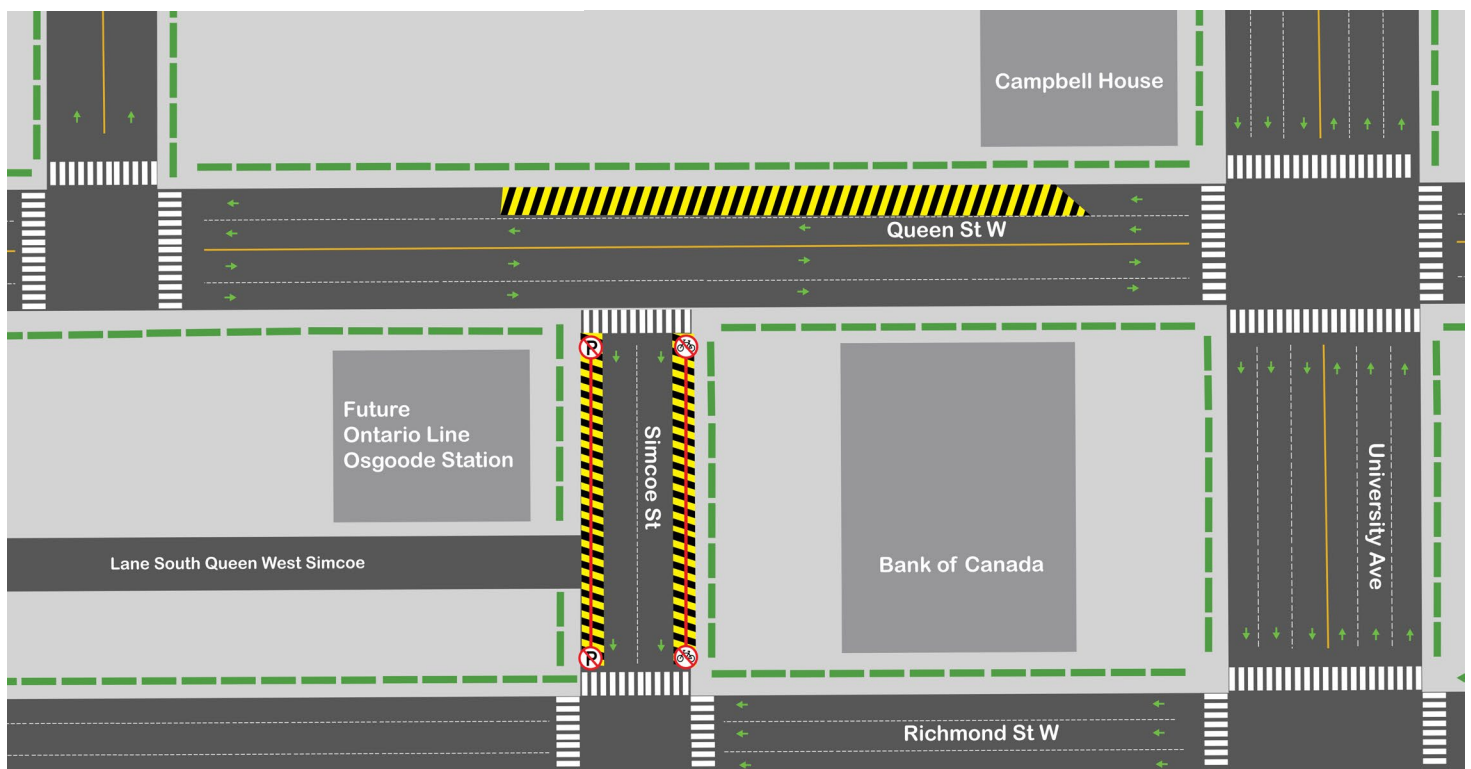 Campbell House
Queen St W
Future
Ontario Line
Osgoode Station
Simcoe St
Lane South Queen West Simcoe
Bank of Canada
University Ave
Richmond St W
P
P